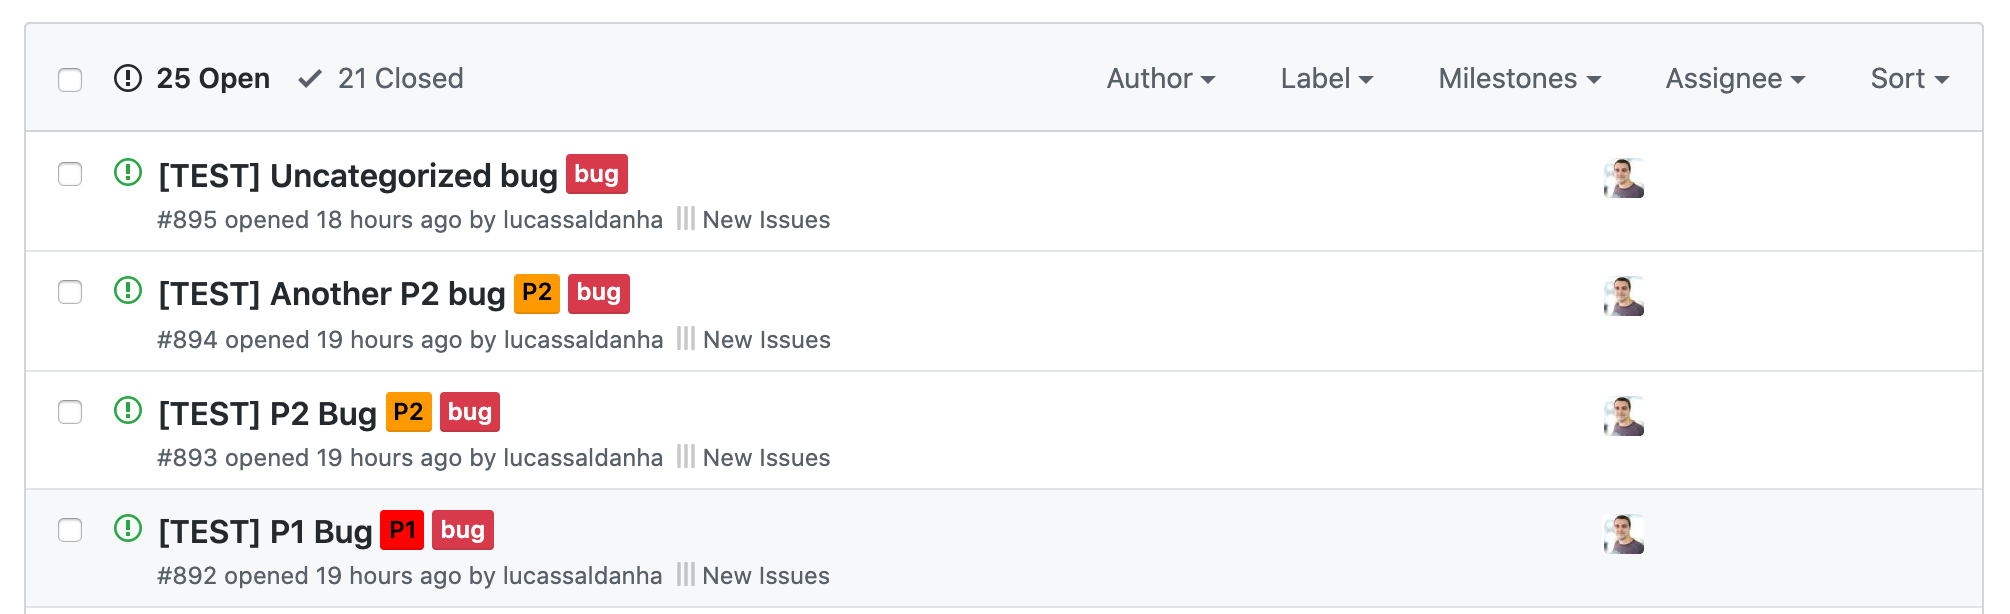 25 Open 21 Closed Author Label Milestones Assignee Sort
[TEST] Uncategorized bug bug
#895 opened 18 hours ago by lucassaldanha New Issues
[TEST] Another P2 bug P2 bug
#894 opened 19 hours ago by lucassaldanha New Issues
[TEST] P2 Bug P2 bug
#893 opened 19 hours ago by lucassaldanha New Issues
[TEST] P1 Bug P1 bug
#892 opened 19 hours ago by lucassaldanha New Issues